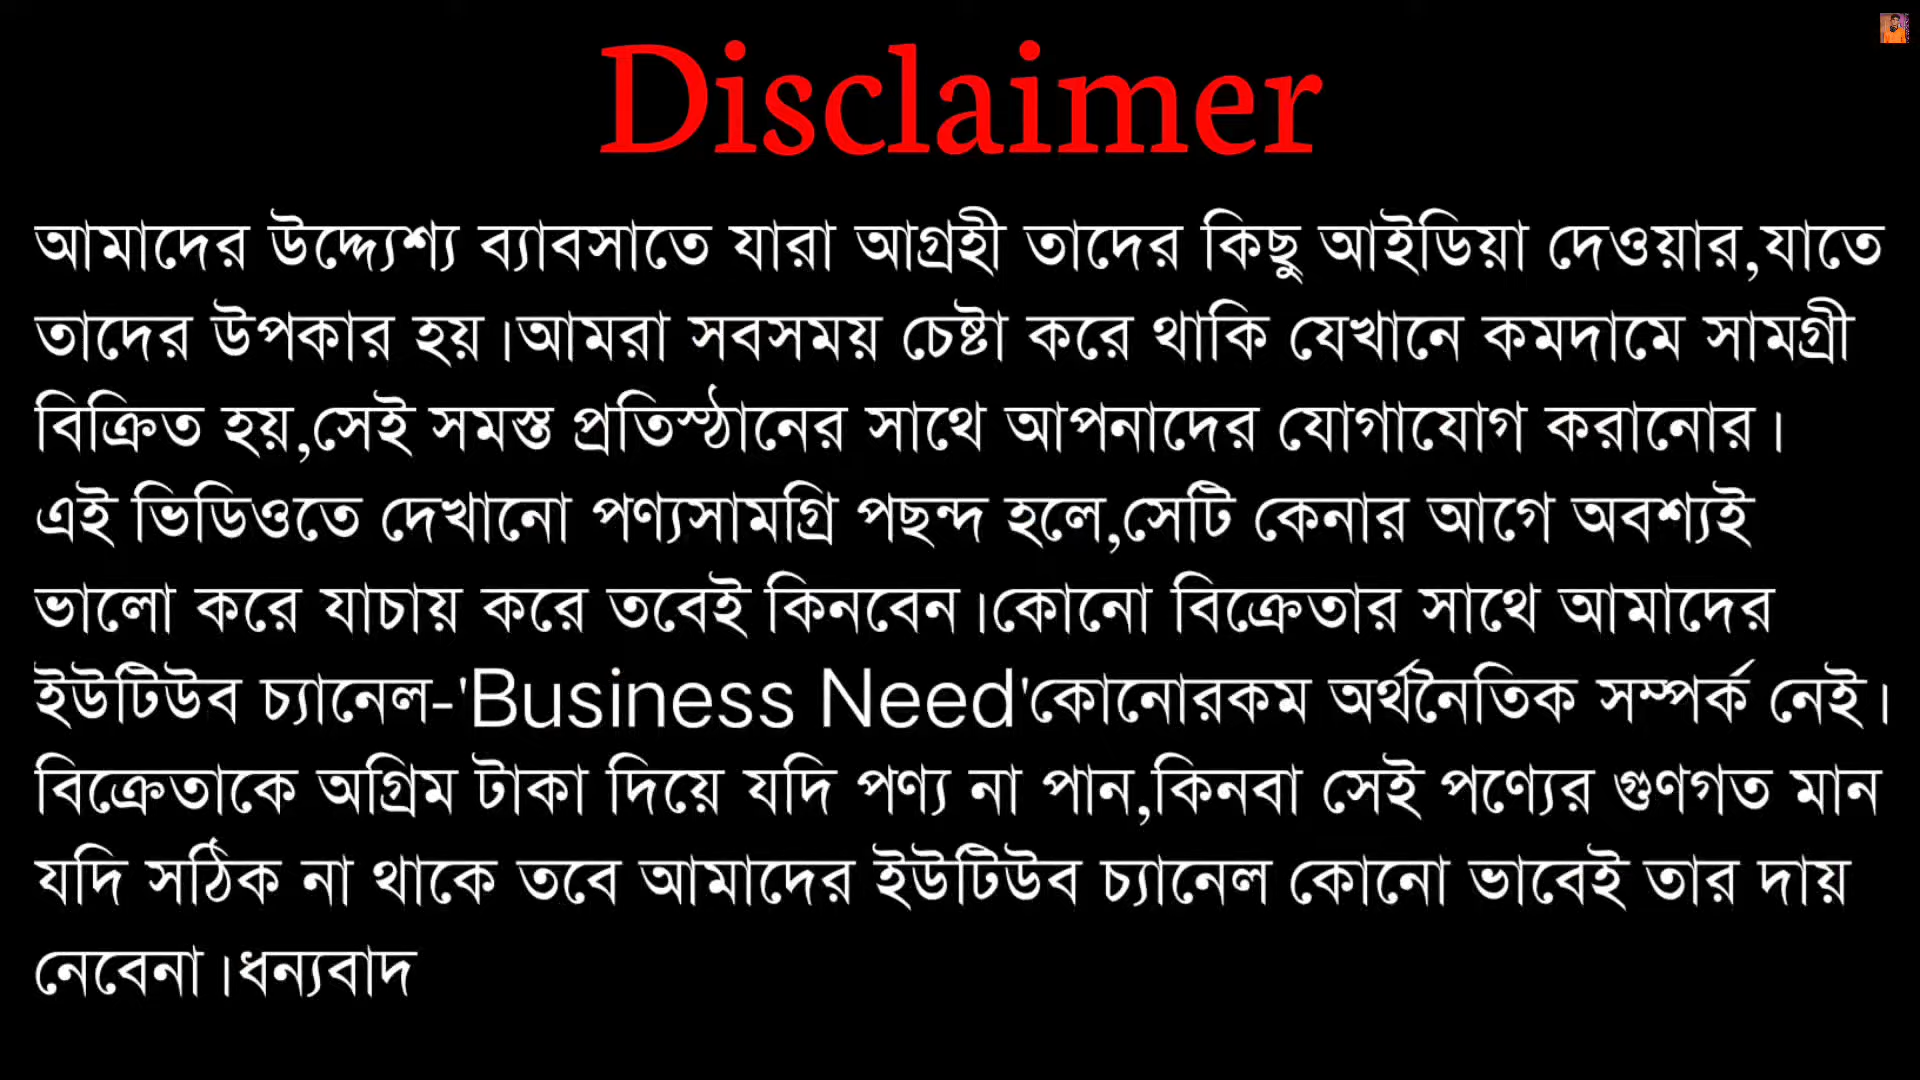 Disclaimer
আমাদের উদ্দ্যেশ্য ব্যাবসাতে যারা আগ্রহী তাদের কিছু আইডিয়া দেওয়ার,যাতে
তাদের উপকার হয়।আমরা সবসময় চেষ্টা করে থাকি যেখানে কমদামে সামগ্রী
বিক্রিত হয়,সেই সমস্ত প্রতিস্ঠানের সাথে আপনাদের যোগাযোগ করানোর।
এই ভিডিওতে দেখানো পণ্যসামগ্রি পছন্দ হলে,সেটি কেনার আগে অবশ্যই
ভালো করে যাচায় করে তবেই কিনবেন।কোনো বিক্রেতার সাথে আমাদের
ইউটিউব চ্যানেল-'Business Need'কোনোরকম অর্থনৈতিক সম্পর্ক নেই।
বিক্রেতাকে অগ্রিম টাকা দিয়ে যদি পণ্য না পান,কিনবা সেই পণ্যের গুণগত মান
যদি সঠিক না থাকে তবে আমাদের ইউটিউব চ্যানেল কোনো ভাবেই তার দায়
নেবেনা।ধন্যবাদ